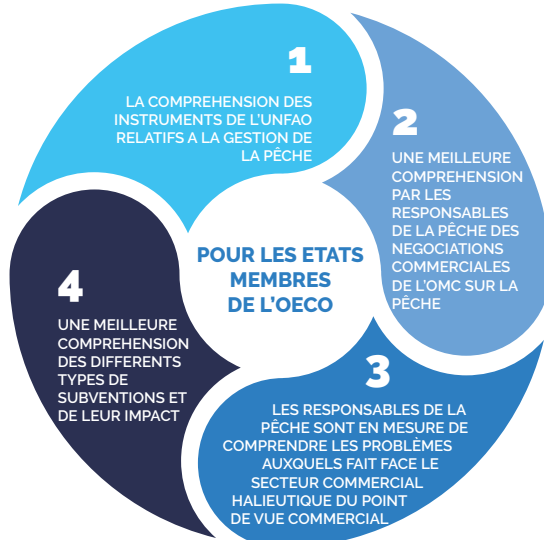 1
LA COMPREHENSION DES
INSTRUMENTS DE L'UNFAO
RELATIFS A LA GESTION DE
LA PÊCHE
2
UNE MEILLEURE
COMPREHENSION
PAR LES
RESPONSABLES
DE LA PÊCHE DES
NEGOCIATIONS
COMMERCIALES
DE L'OMC SUR LA
PÊCHE
POUR LES ETATS
MEMBRES
DE L'OECO
3
LES RESPONSABLES DE LA
PÊCHE SONT EN MESURE DE
COMPRENDRE LES PROBLÈMES
AUXQUELS FAIT FACE LE
SECTEUR COMMERCIAL
HALIEUTIQUE DU POINT
DE VUE COMMERCIAL
4
UNE MEILLEURE
COMPREHENSION
DES DIFFERENTS
TYPES DE
SUBVENTIONS ET
DE LEUR IMPACT